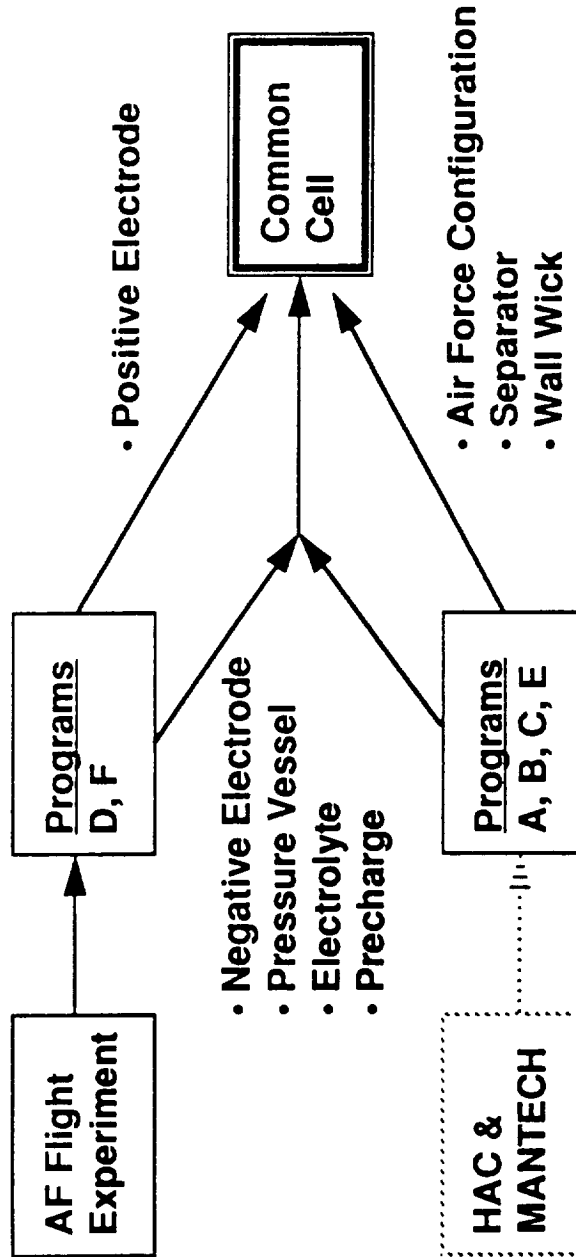 AF Flight
Experiment
Programs
D, F
• Positive Electrode
• Negative Electrode
• Pressure Vessel
• Electrolyte
• Precharge
Common
Cell
HAC &
MANTECH
Programs
A, B, C, E
• Air Force Configuration
• Separator
• Wall Wick